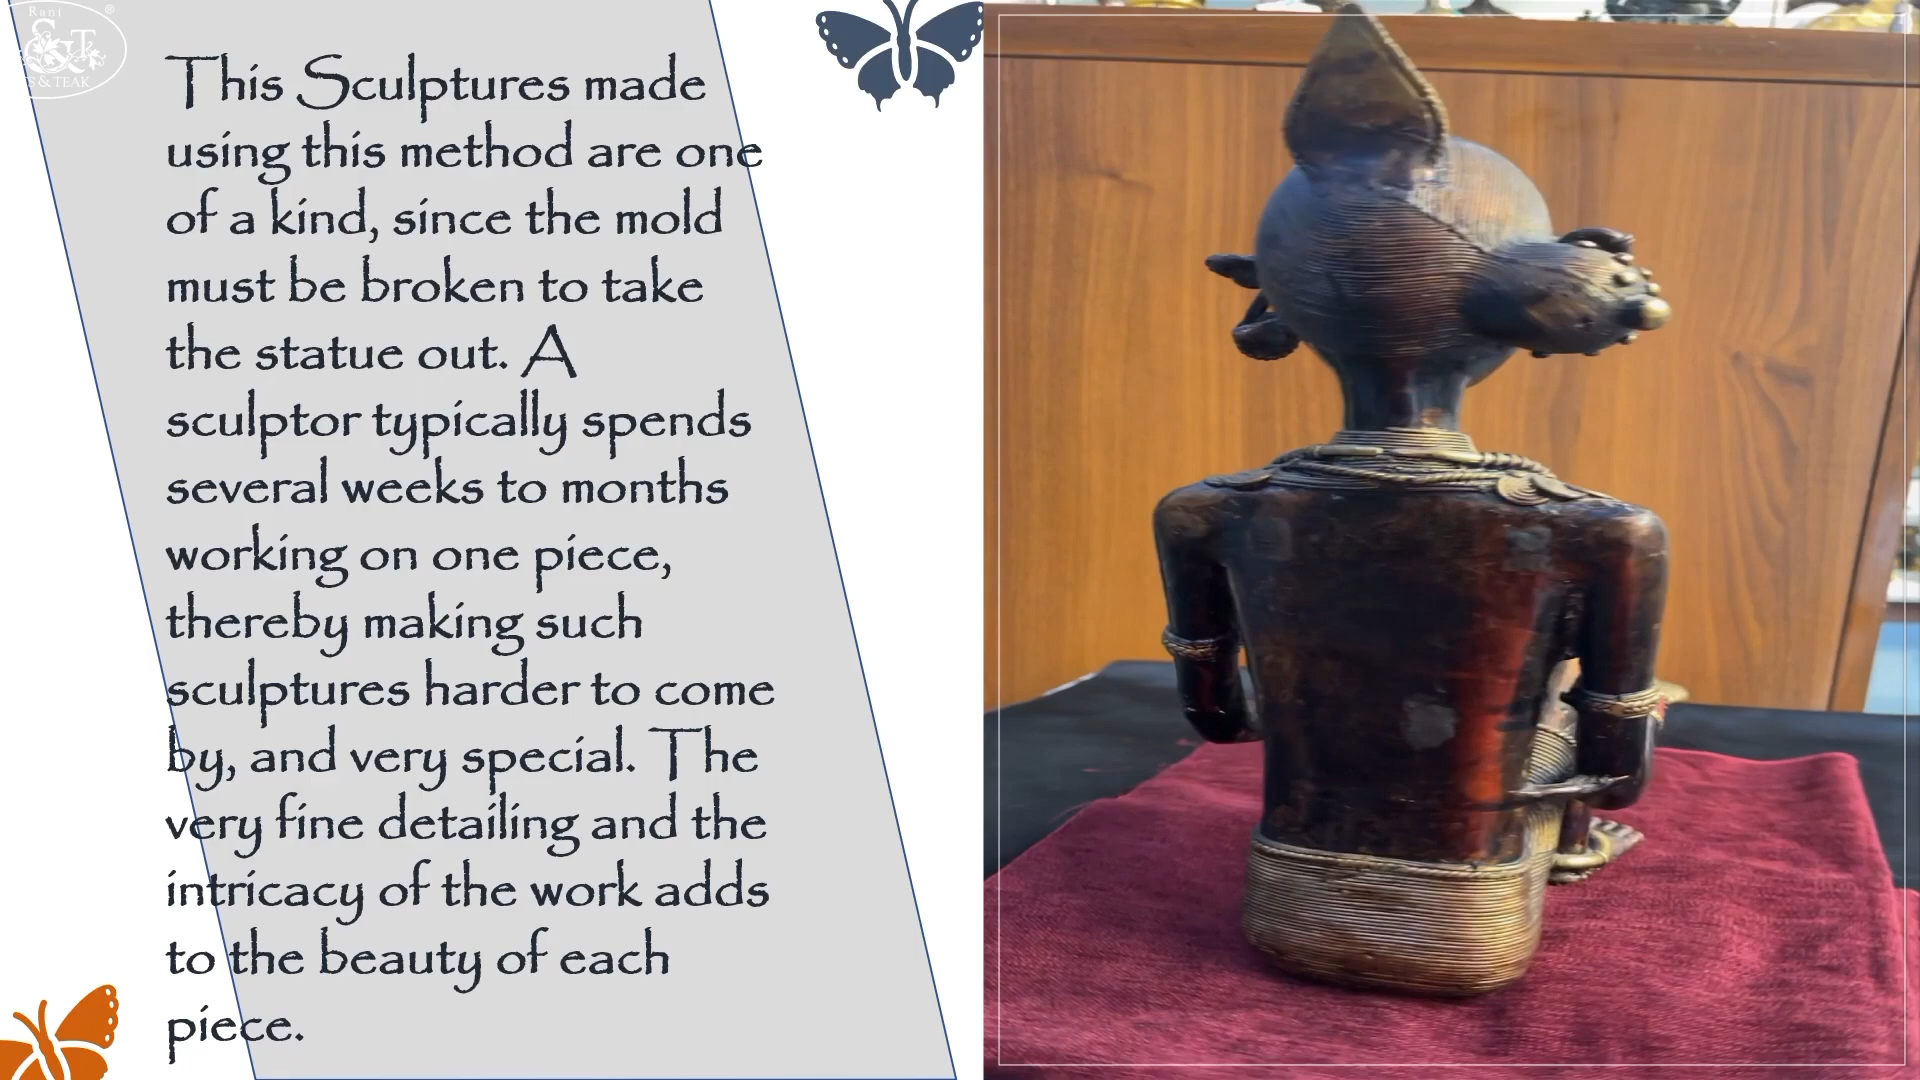 Rani
®
S&T
S & TEAK
This Sculptures made
using this method are one
of a kind, since the mold
must be broken to take
the statue out. A
sculptor typically spends
several weeks to months
working on one piece,
thereby making such
sculptures harder to come
by, and very special. The
very fine detailing and the
intricacy of the work adds
to the beauty of each
piece.